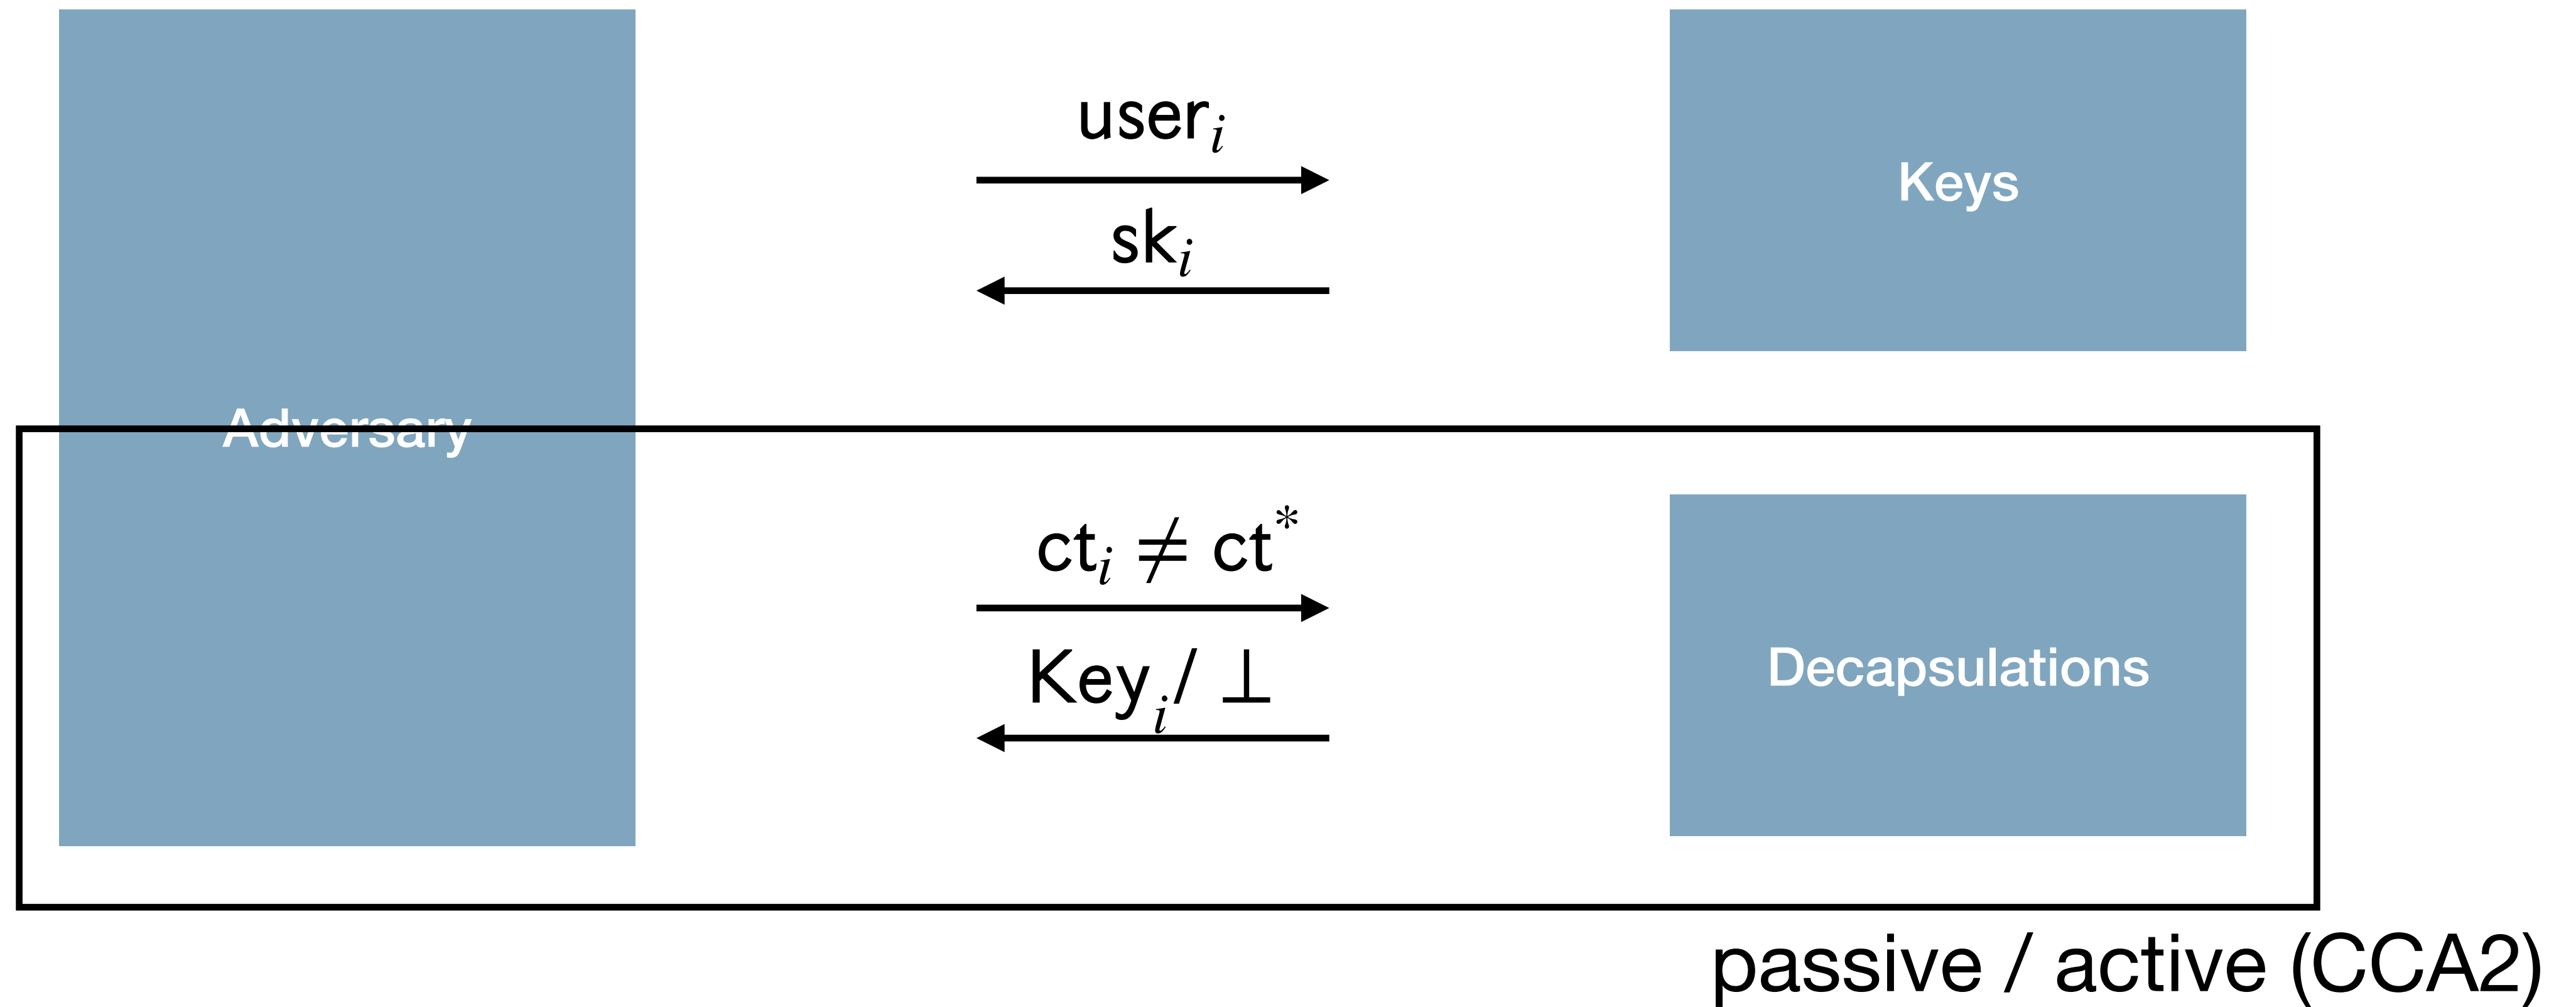 user𝑖
Keys
sk𝑖
Adversary
ct𝑖 ≠ ct*
Key𝑖 / ⊥
Decapsulations
passive / active (CCA2)